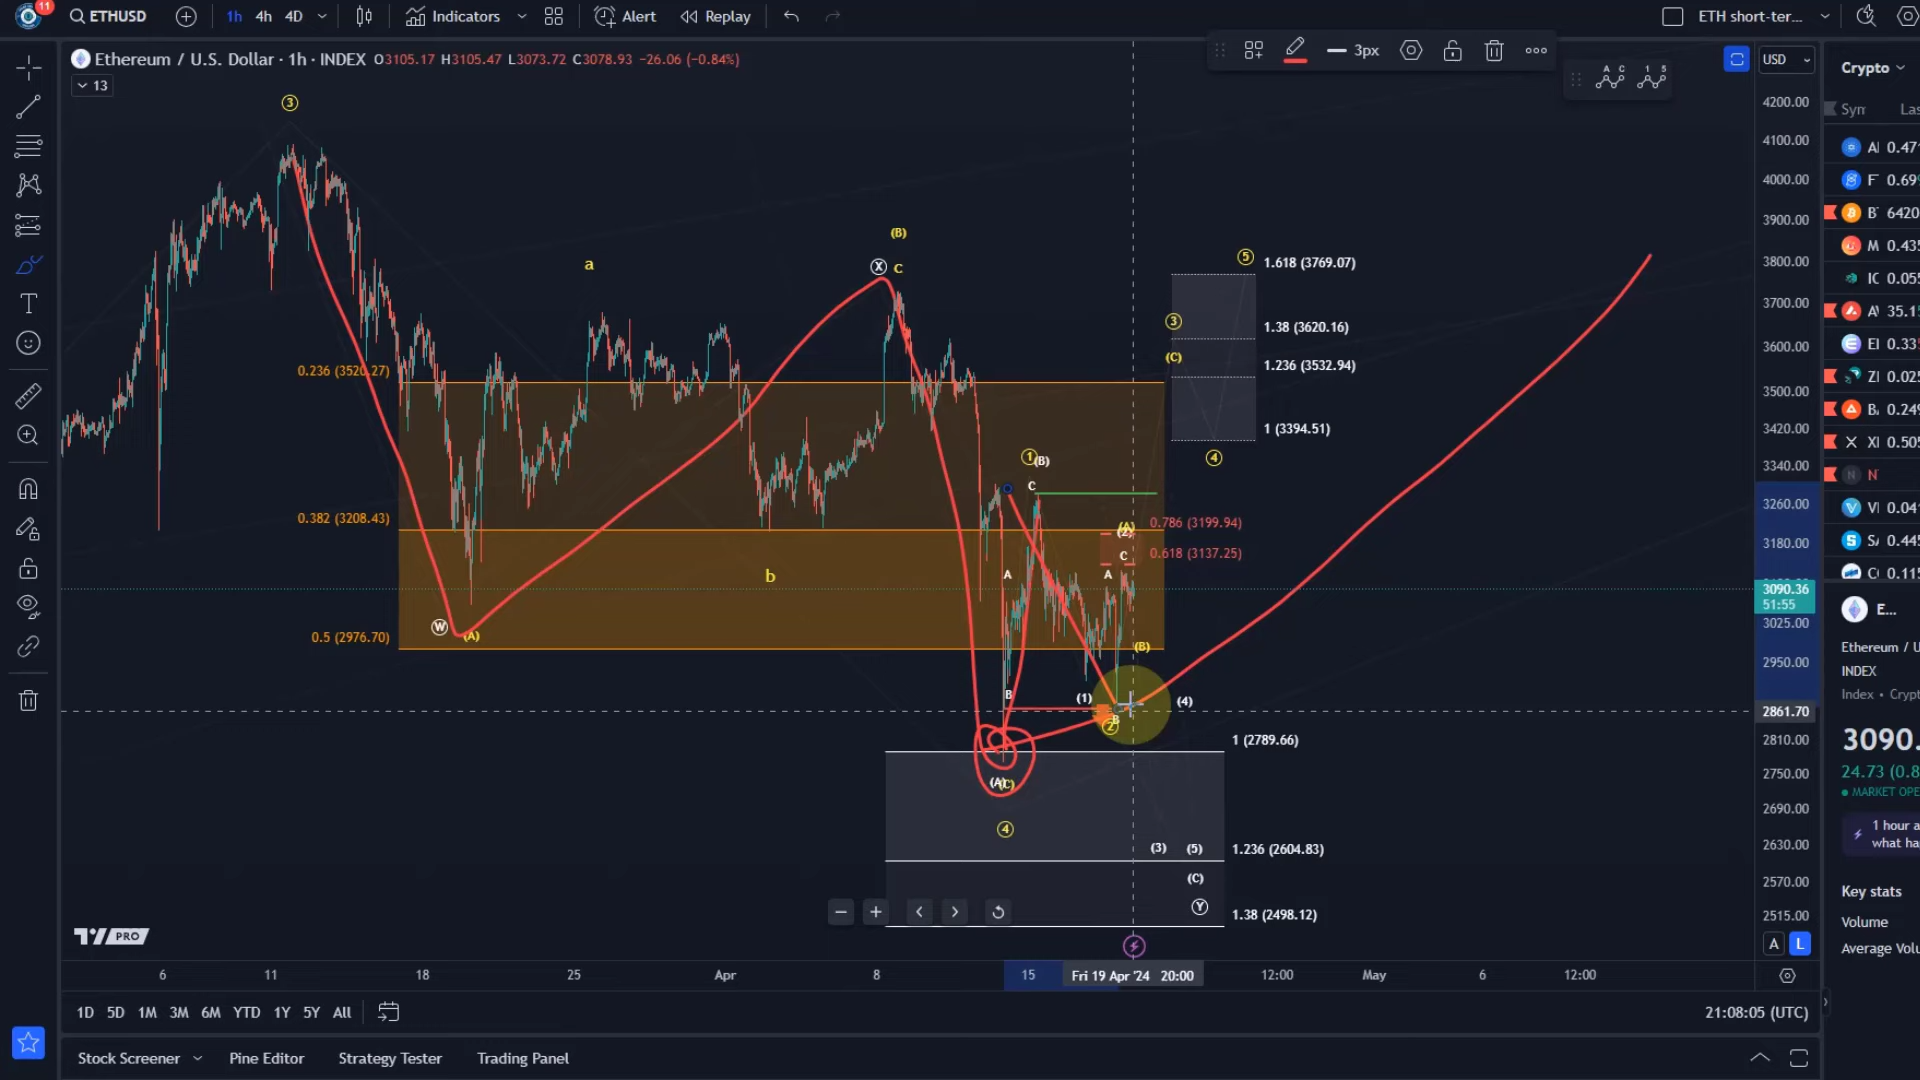 11
ETHUSD
1h 4h 4D
Indicators
Alert
Replay
ETH short-ter...
Ethereum / U.S. Dollar · 1h · INDEX O3105.17 H3105.47 L3073.72 C3078.93 -26.06 (-0.84%)
13
3px
USD
Crypto
A C
1 5
Sym
Las
4200.00
4100.00
4000.00
3900.00
3800.00
3700.00
3600.00
3500.00
3420.00
3340.00
3260.00
3180.00
3090.36
51:55
3025.00
2950.00
2861.70
2810.00
2750.00
2690.00
2630.00
2570.00
2515.00
A L
3
a
(B)
X C
5
1.618 (3769.07)
3
1.38 (3620.16)
(C)
1.236 (3532.94)
0.236 (3520.27)
1 (3394.51)
4
1 (B)
C
0.382 (3208.43)
(A)
(2)
0.786 (3199.94)
C
0.618 (3137.25)
b
A
A
W (A)
0.5 (2976.70)
(B)
B
(1)
(4)
B
2
1 (2789.66)
(A)
(C)
4
(3) (5)
1.236 (2604.83)
(C)
Y
1.38 (2498.12)
TV PRO
6 11 18 25 Apr 8 15 Fri 19 Apr '24 20:00 12:00 May 6 12:00
1D 5D 1M 3M 6M YTD 1Y 5Y All
21:08:05 (UTC)
Stock Screener
Pine Editor
Strategy Tester
Trading Panel
0.47
0.69
6420
0.43
0.05
35.1
0.33
0.02
0.24
0.50
N
0.04
0.44
0.11
E...
Ethereum / U
INDEX
Index • Cryp
3090.
24.73 (0.8
MARKET OPE
1 hour a
what ha
Key stats
Volume
Average Volu